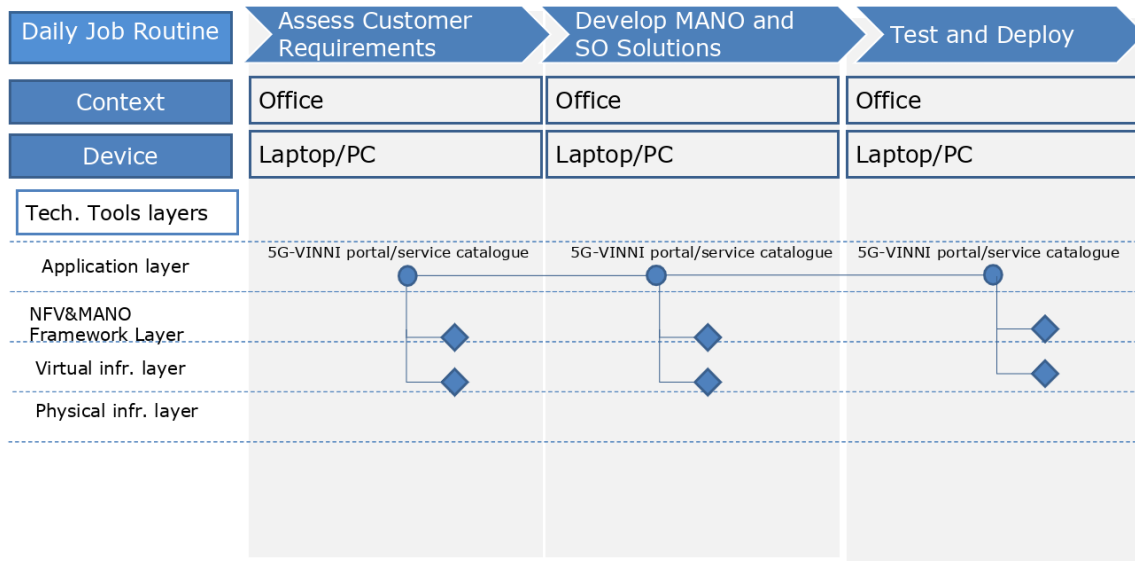 Daily Job Routine
Assess Customer
Requirements
Develop MANO and
SO Solutions
Test and Deploy
Context
Office
Office
Office
Device
Laptop/PC
Laptop/PC
Laptop/PC
Tech. Tools layers
Application layer
5G-VINNI portal/service catalogue
5G-VINNI portal/service catalogue
5G-VINNI portal/service catalogue
NFV&MANO
Framework Layer
Virtual infr. layer
Physical infr. layer